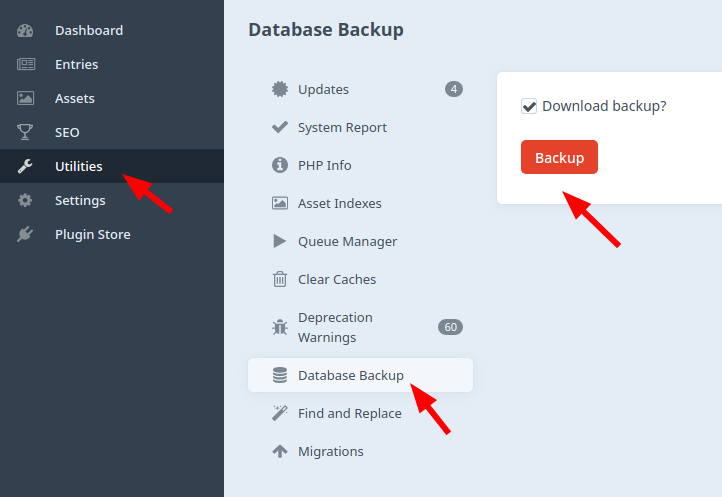 Dashboard
Entries
Assets
SEO
Utilities
Settings
Plugin Store
Database Backup
Updates 4
System Report
PHP Info
Asset Indexes
Queue Manager
Clear Caches
Deprecation
Warnings 60
Database Backup
Find and Replace
Migrations
Download backup?
Backup